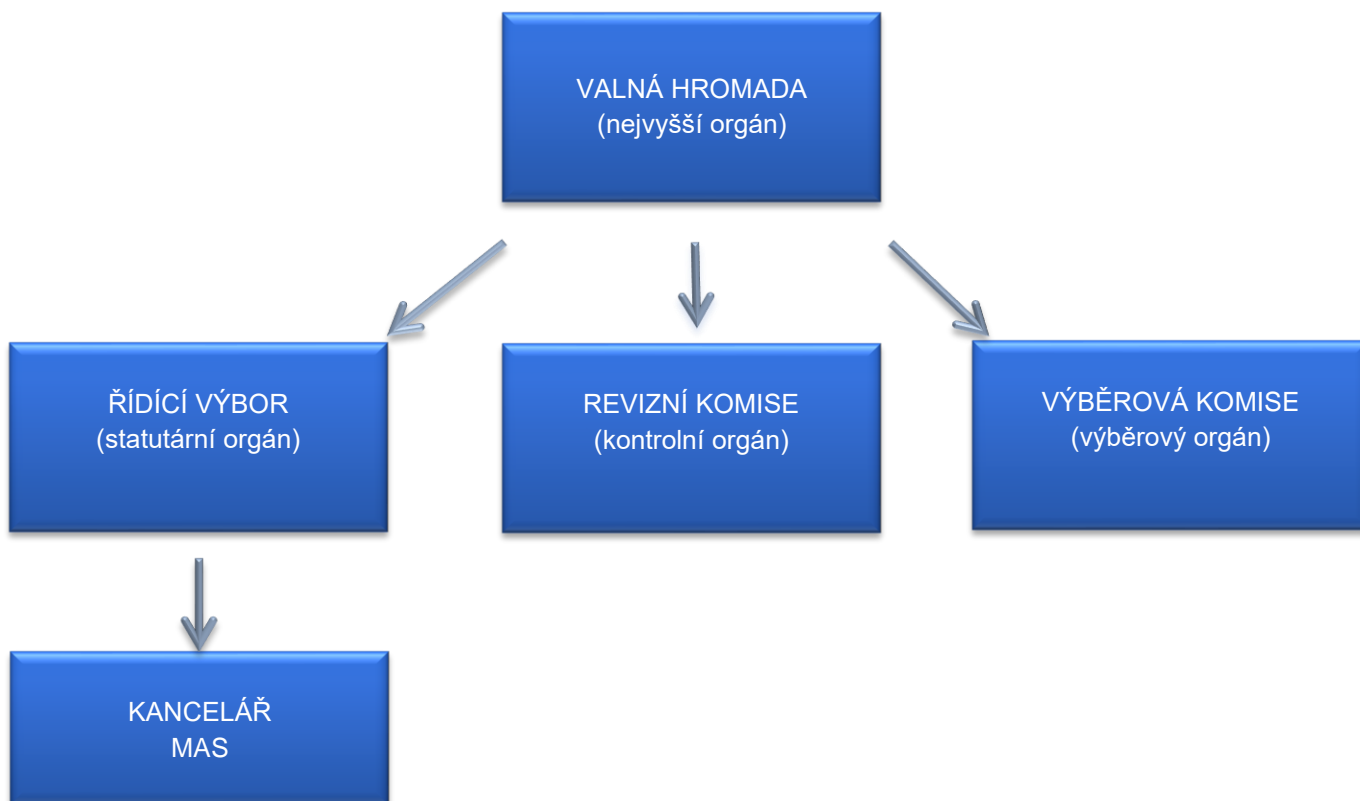 VALNÁ HROMADA
(nejvyšší orgán)
ŘÍDÍCÍ VÝBOR
(statutární orgán)
REVIZNÍ KOMISE
(kontrolní orgán)
VÝBĚROVÁ KOMISE
(výběrový orgán)
KANCELÁŘ
MAS